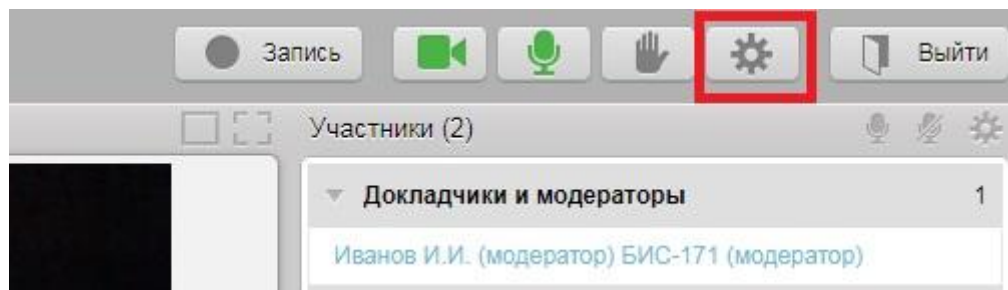 Запись
Выйти
Участники (2)
Докладчики и модераторы 1
Иванов И.И. (модератор) БИС-171 (модератор)